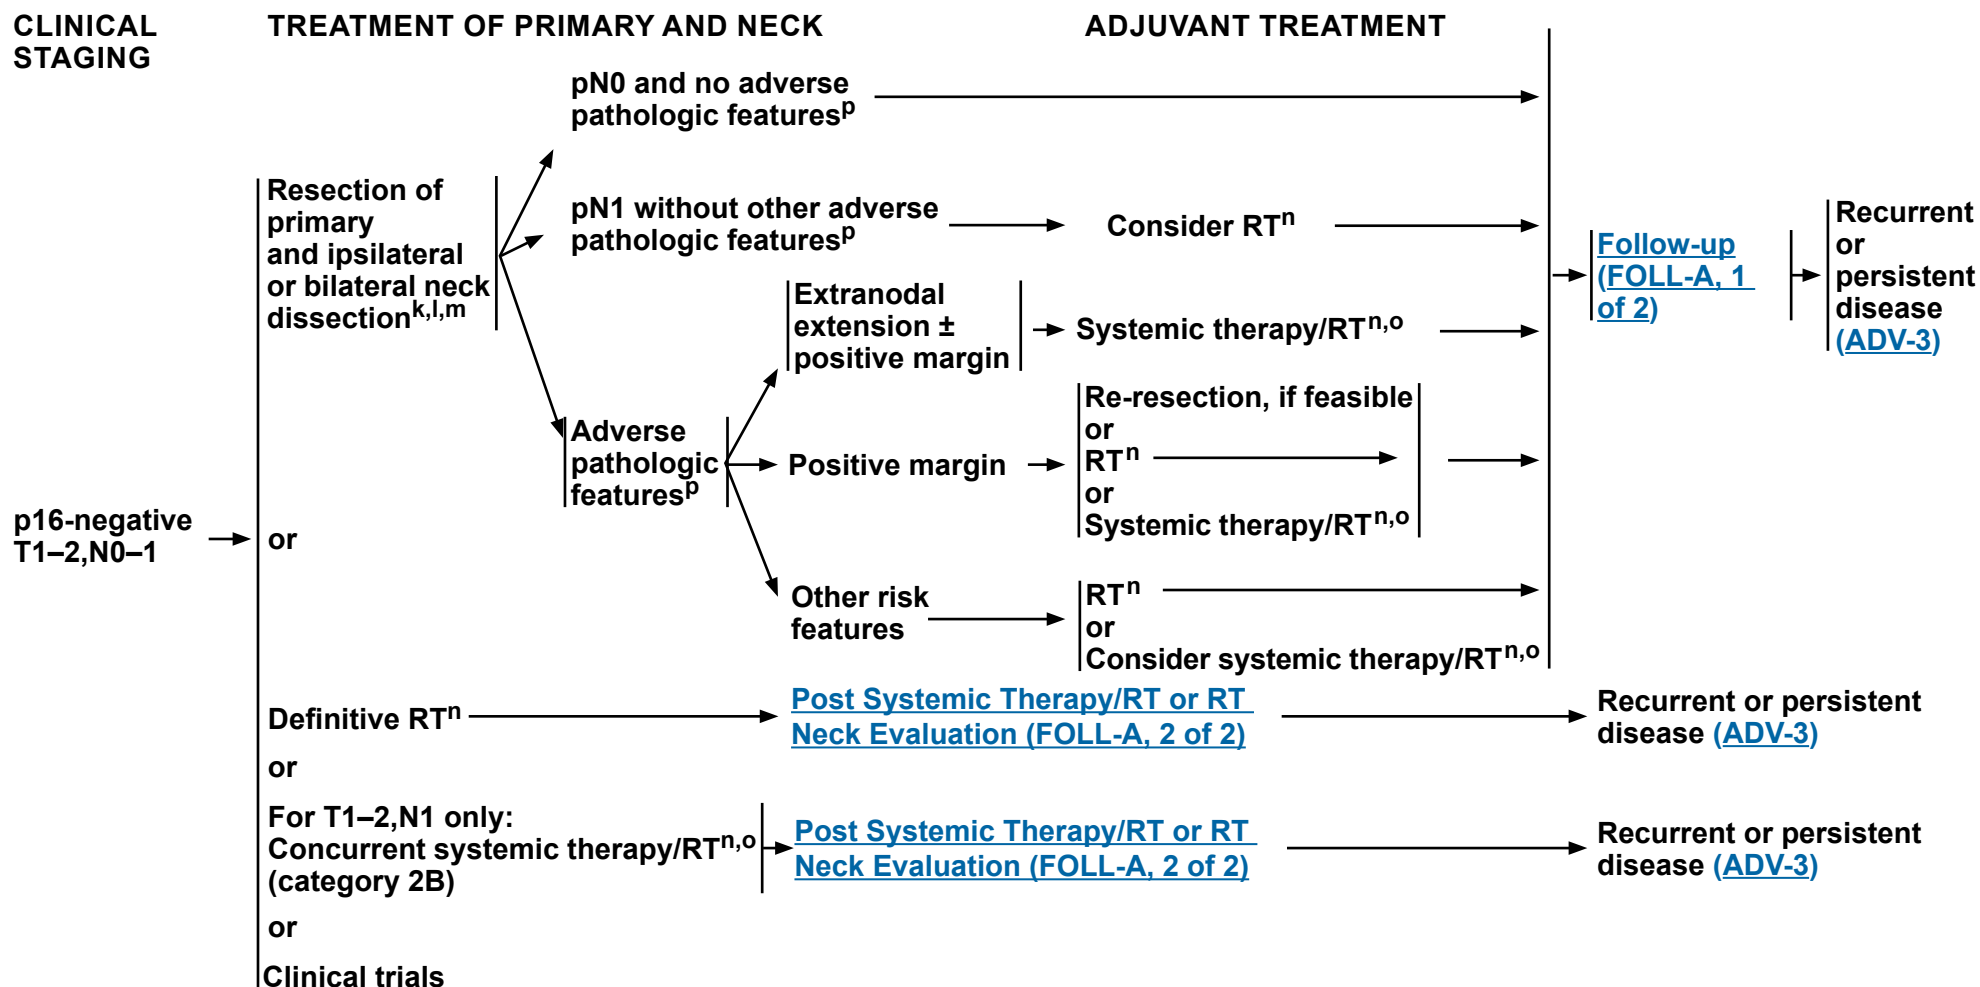 CLINICAL
STAGING
TREATMENT OF PRIMARY AND NECK
ADJUVANT TREATMENT
pN0 and no adverse
pathologic featuresp
Resection of
primary
and ipsilateral
or bilateral neck
dissectionk,l,m
pN1 without other adverse
pathologic featuresp
Consider RTn
Extranodal
extension ±
positive margin
Systemic therapy/RTn,o
Adverse
pathologic
featuresp
Positive margin
Re-resection, if feasible
or
RTn
or
Systemic therapy/RTn,o
Other risk
features
RTn
or
Consider systemic therapy/RTn,o
Follow-up
(FOLL-A, 1
of 2)
Recurrent
or
persistent
disease
(ADV-3)
p16-negative
T1–2,N0–1
or
Definitive RTn
Post Systemic Therapy/RT or RT
Neck Evaluation (FOLL-A, 2 of 2)
Recurrent or persistent
disease (ADV-3)
or
For T1–2,N1 only:
Concurrent systemic therapy/RTn,o
(category 2B)
Post Systemic Therapy/RT or RT
Neck Evaluation (FOLL-A, 2 of 2)
Recurrent or persistent
disease (ADV-3)
or
Clinical trials